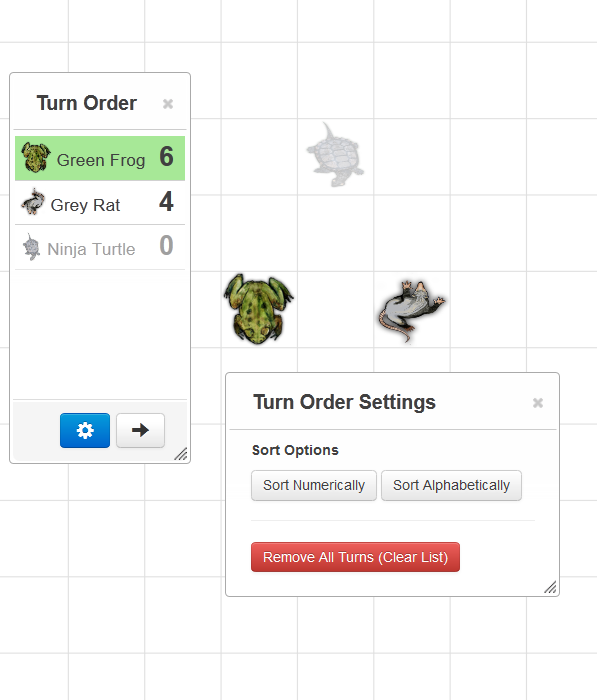 Turn Order ×
Green Frog 6
Grey Rat 4
Ninja Turtle 0
Turn Order Settings ×
Sort Options
Sort Numerically Sort Alphabetically
Remove All Turns (Clear List)